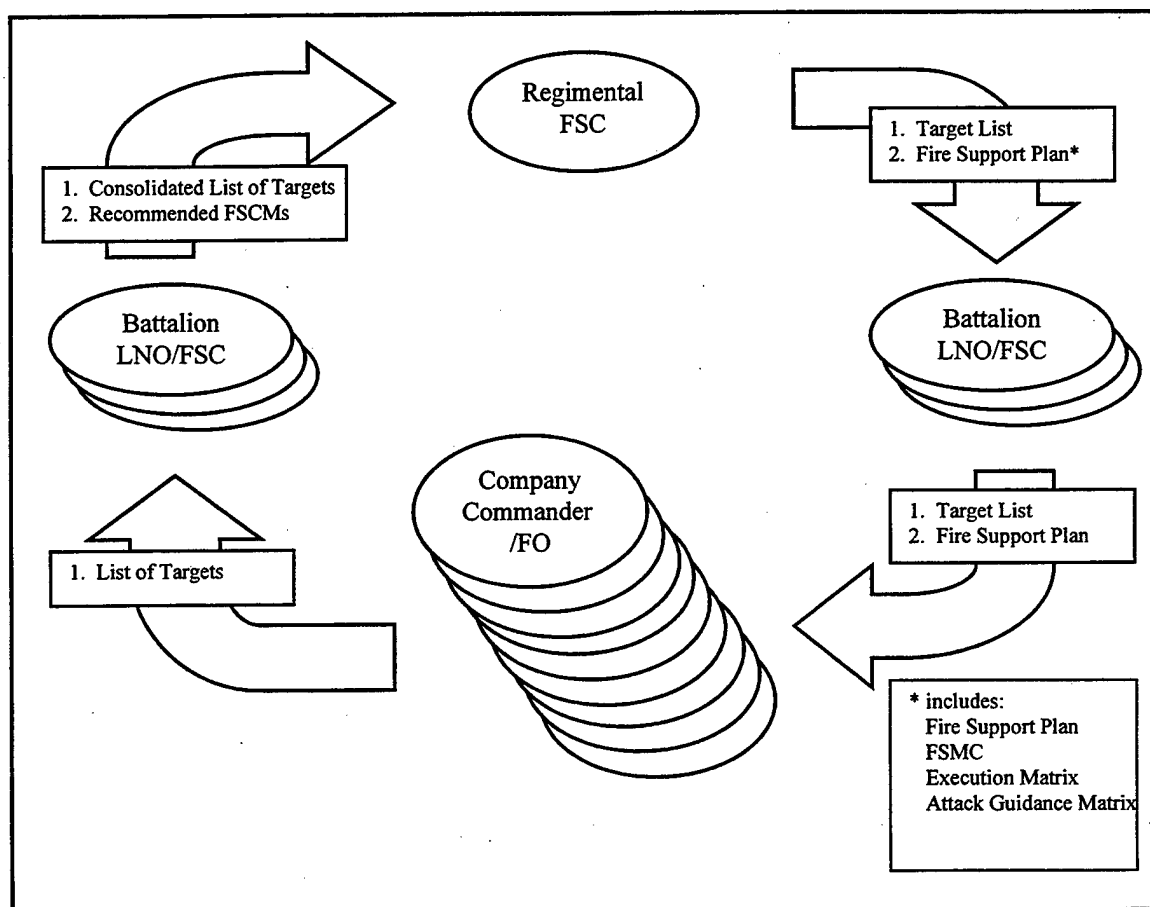 Regimental
FSC
1. Target List
2. Fire Support Plan*
1. Consolidated List of Targets
2. Recommended FSCMs
Battalion
LNO/FSC
Battalion
LNO/FSC
Company
Commander
/FO
1. Target List
2. Fire Support Plan
1. List of Targets
* includes:
Fire Support Plan
FSMC
Execution Matrix
Attack Guidance Matrix